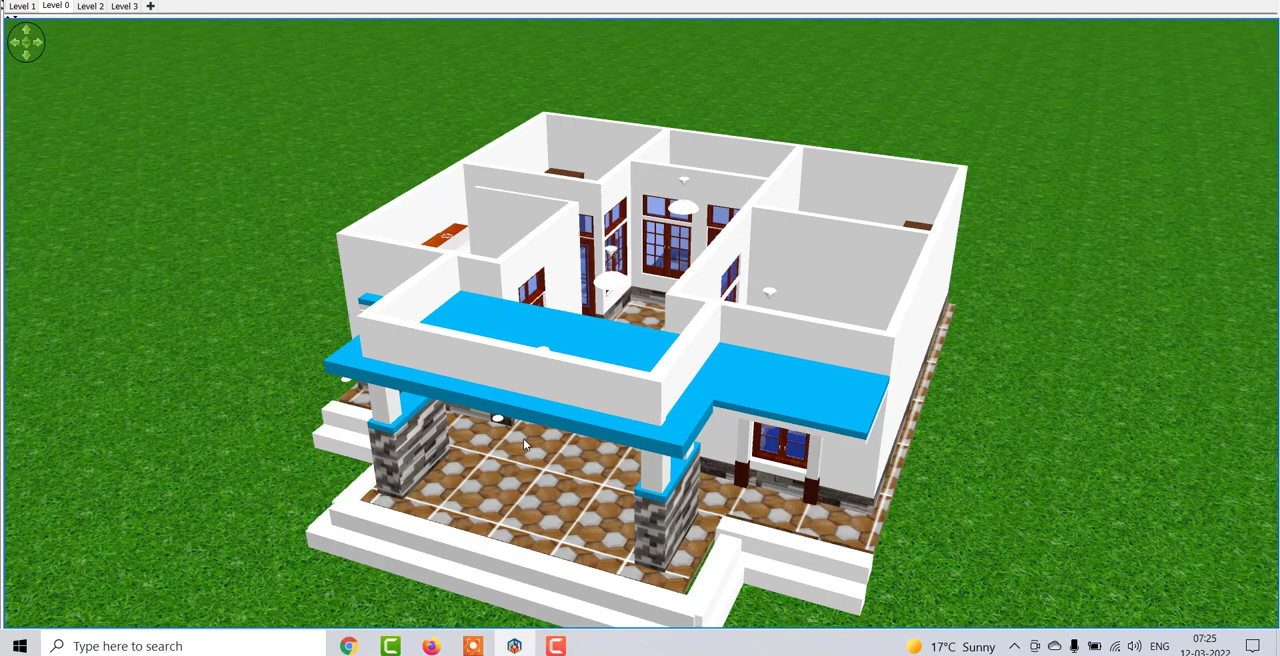 Level 1 Level 0 Level 2 Level 3
Type here to search
17°C Sunny
ENG
07:25
12-03-2022